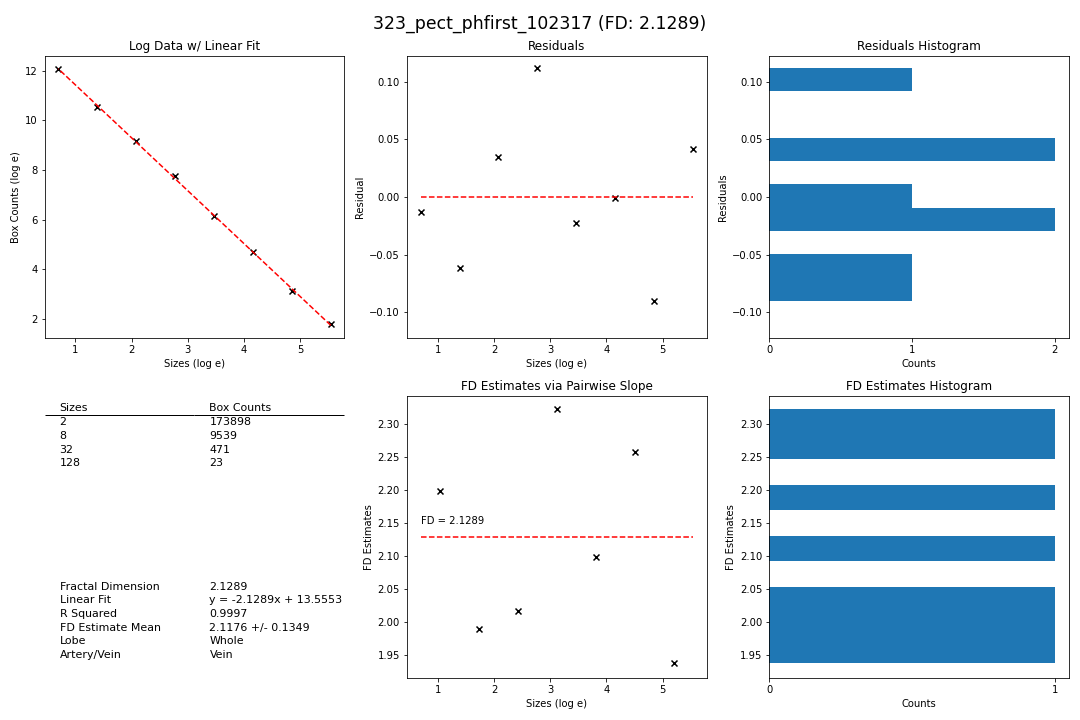 323_pect_phfirst_102317 (FD: 2.1289)
Log Data w/ Linear Fit
12
10
8
6
4
2
Box Counts (log e)
1 2 3 4 5
Sizes (log e)
Residuals
0.10
0.05
0.00
−0.05
−0.10
Residual
1 2 3 4 5
Sizes (log e)
Residuals Histogram
0.10
0.05
0.00
−0.05
−0.10
Residuals
0 1 2
Counts
Sizes Box Counts
2 173898
8 9539
32 471
128 23
Fractal Dimension 2.1289
Linear Fit y = -2.1289x + 13.5553
R Squared 0.9997
FD Estimate Mean 2.1176 +/- 0.1349
Lobe Whole
Artery/Vein Vein
FD Estimates via Pairwise Slope
2.30
2.25
2.20
2.15
2.10
2.05
2.00
1.95
FD Estimates
FD = 2.1289
1 2 3 4 5
Sizes (log e)
FD Estimates Histogram
2.30
2.25
2.20
2.15
2.10
2.05
2.00
1.95
FD Estimates
0 1
Counts